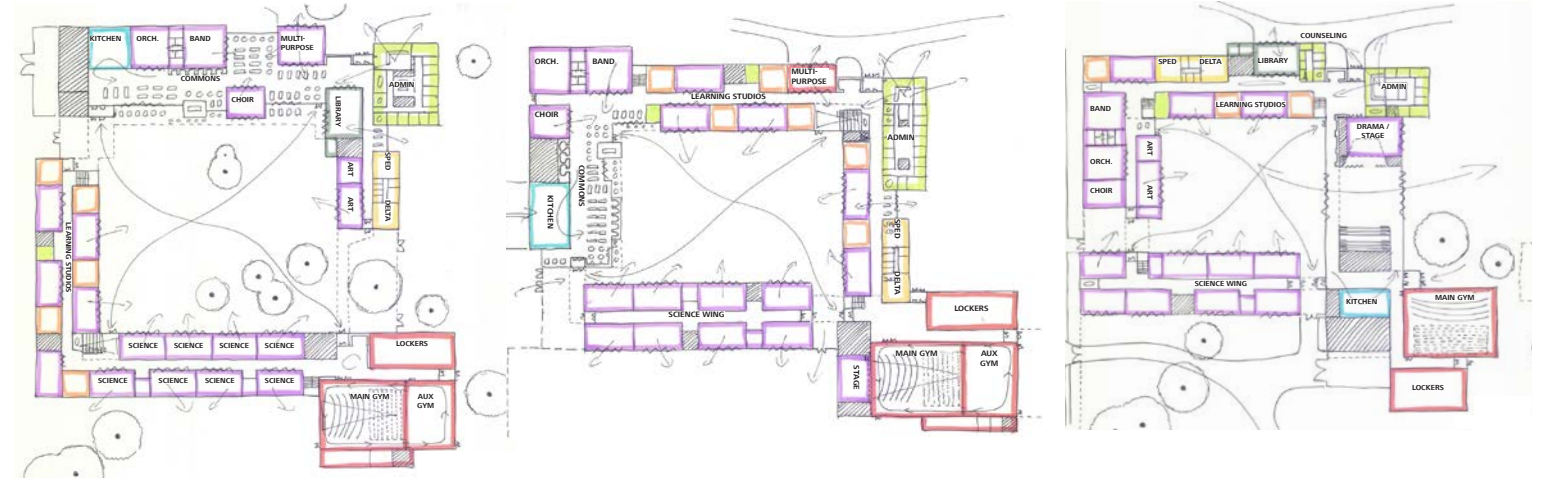 KITCHEN
ORCH.
BAND
MULTI-
PURPOSE
COMMONS
CHOIR
LIBRARY
ADMIN
ART
ART
SPED
DELTA
LEARNING STUDIOS
SCIENCE
SCIENCE
SCIENCE
SCIENCE
SCIENCE
SCIENCE
SCIENCE
SCIENCE
LOCKERS
MAIN GYM
AUX
GYM
ORCH.
BAND
MULTI-
PURPOSE
LEARNING STUDIOS
CHOIR
ADMIN
COMMONS
KITCHEN
SPED
DELTA
SCIENCE WING
LOCKERS
MAIN GYM
AUX
GYM
STAGE
COUNSELING
SPED
DELTA
LIBRARY
ADMIN
BAND
LEARNING STUDIOS
DRAMA /
STAGE
ART
ORCH.
ART
CHOIR
SCIENCE WING
KITCHEN
MAIN GYM
LOCKERS